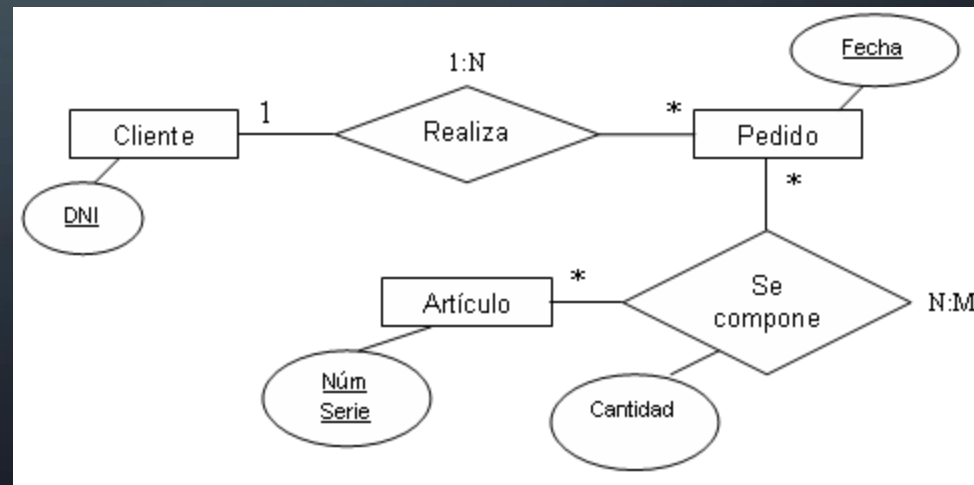 Fecha
1:N
Cliente
1
Realiza
*
Pedido
*
DNI
Artículo
*
Se
compone
N:M
Núm
Serie
Cantidad